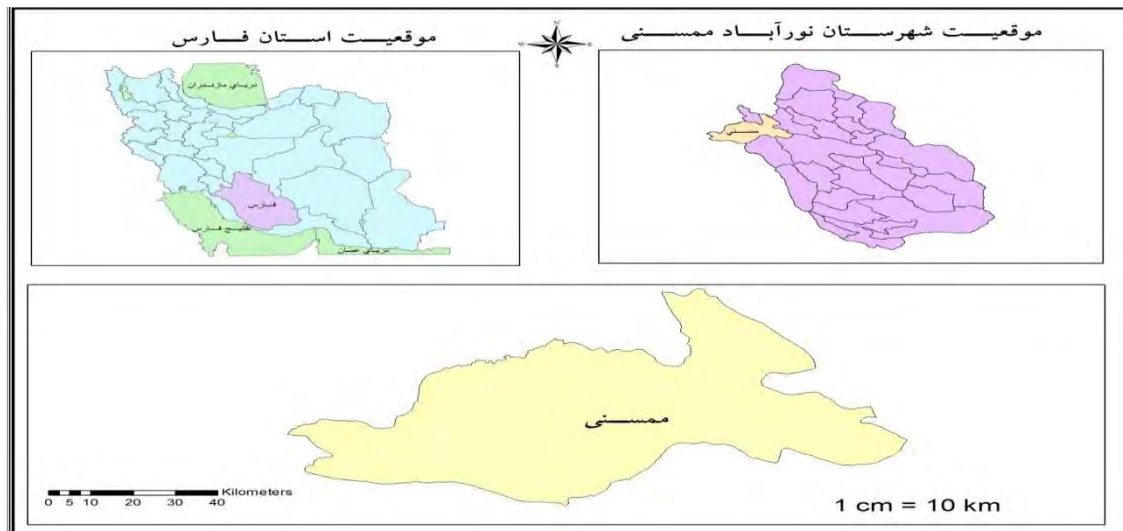 موقعیت شهرستان نورآباد ممسنی
موقعیت استان فارس
N
W
E
S
ممسنی
دریای مازندران
فارس
خلیج فارس
دریای عمان
ممسنی
Kilometers
0 5 10 20 30 40
1 cm = 10 km